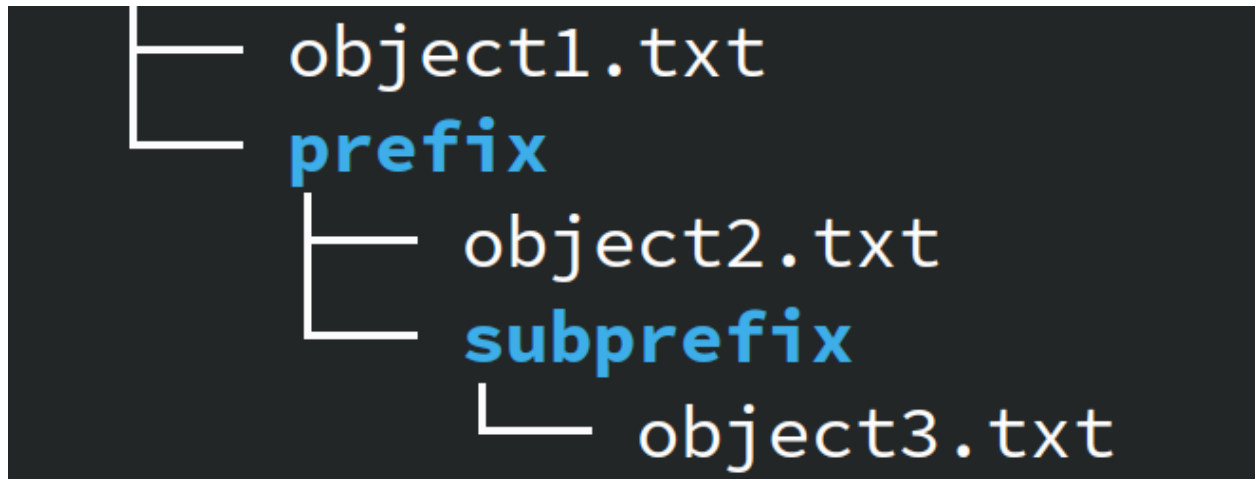 object1.txt
prefix
object2.txt
subprefix
object3.txt